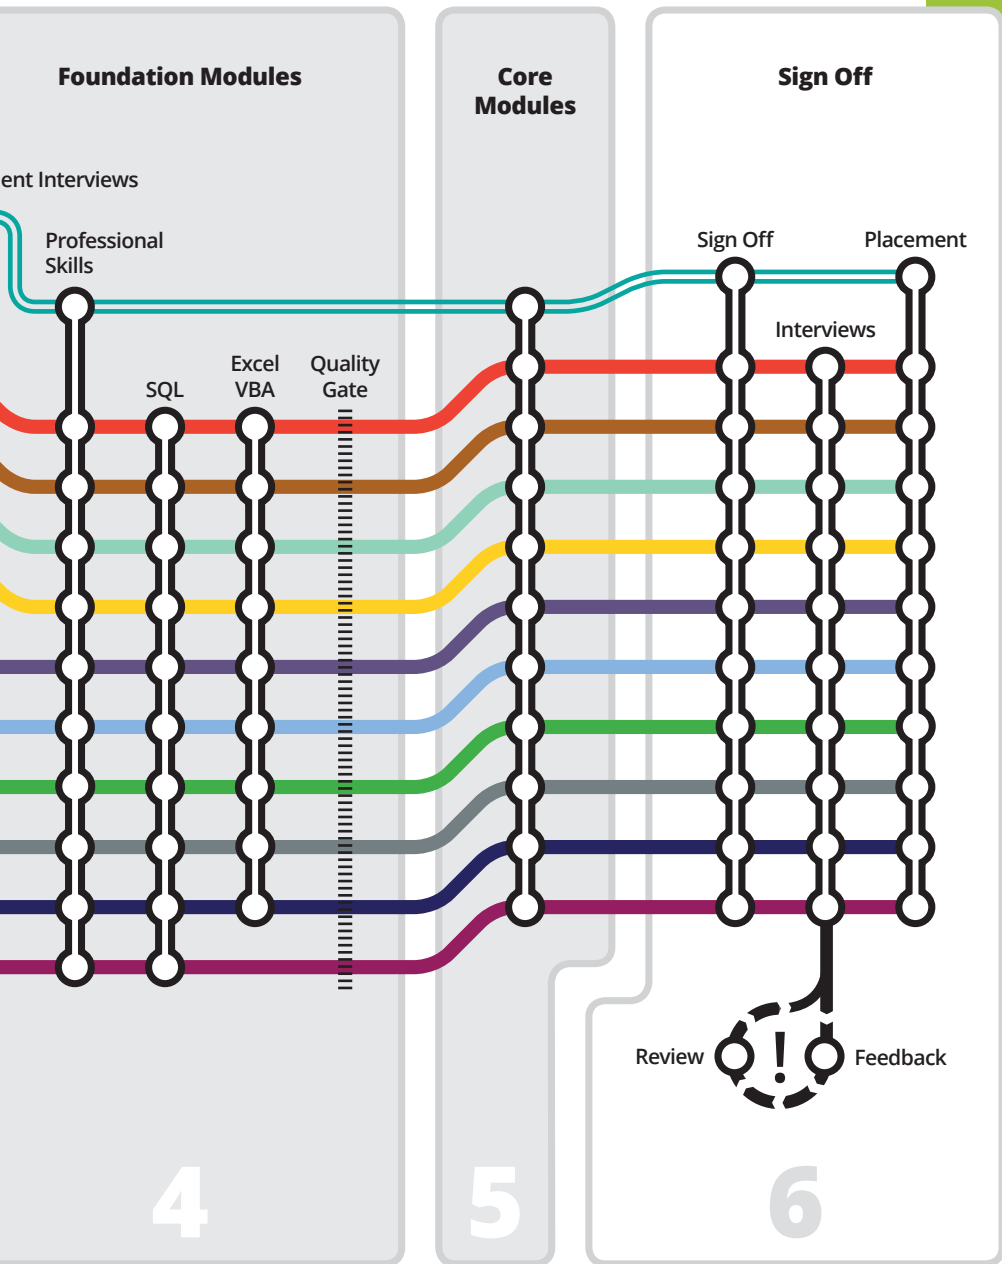 Foundation Modules
Core
Modules
Sign Off
ent Interviews
Professional
Skills
SQL
Excel
VBA
Quality
Gate
Sign Off
Placement
Interviews
Review
!
Feedback
4
5
6